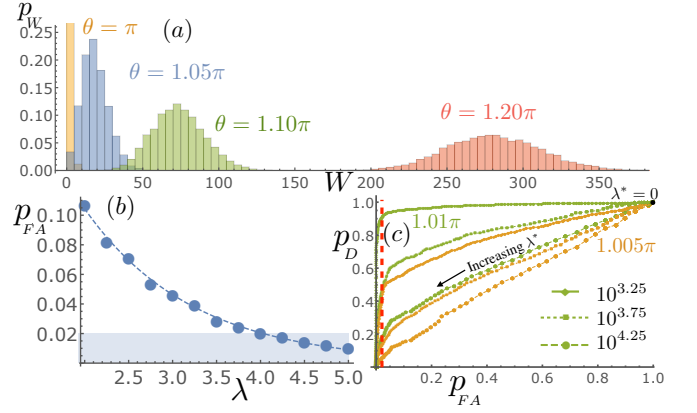 p_W
0.25
0.20
0.15
0.10
0.05
0.00
θ = π
(a)
θ = 1.05π
θ = 1.10π
θ = 1.20π
0 50 100 150 200 250 300 350
W
p_FA
0.10
0.08
0.06
0.04
0.02
(b)
2.5 3.0 3.5 4.0 4.5 5.0
λ
p_D
1.0
0.8
0.6
0.4
0.2
0.0
(c)
λ* = 0
1.01π
1.005π
Increasing λ*
10^3.25
10^3.75
10^4.25
0.2 0.4 0.6 0.8 1.0
p_FA